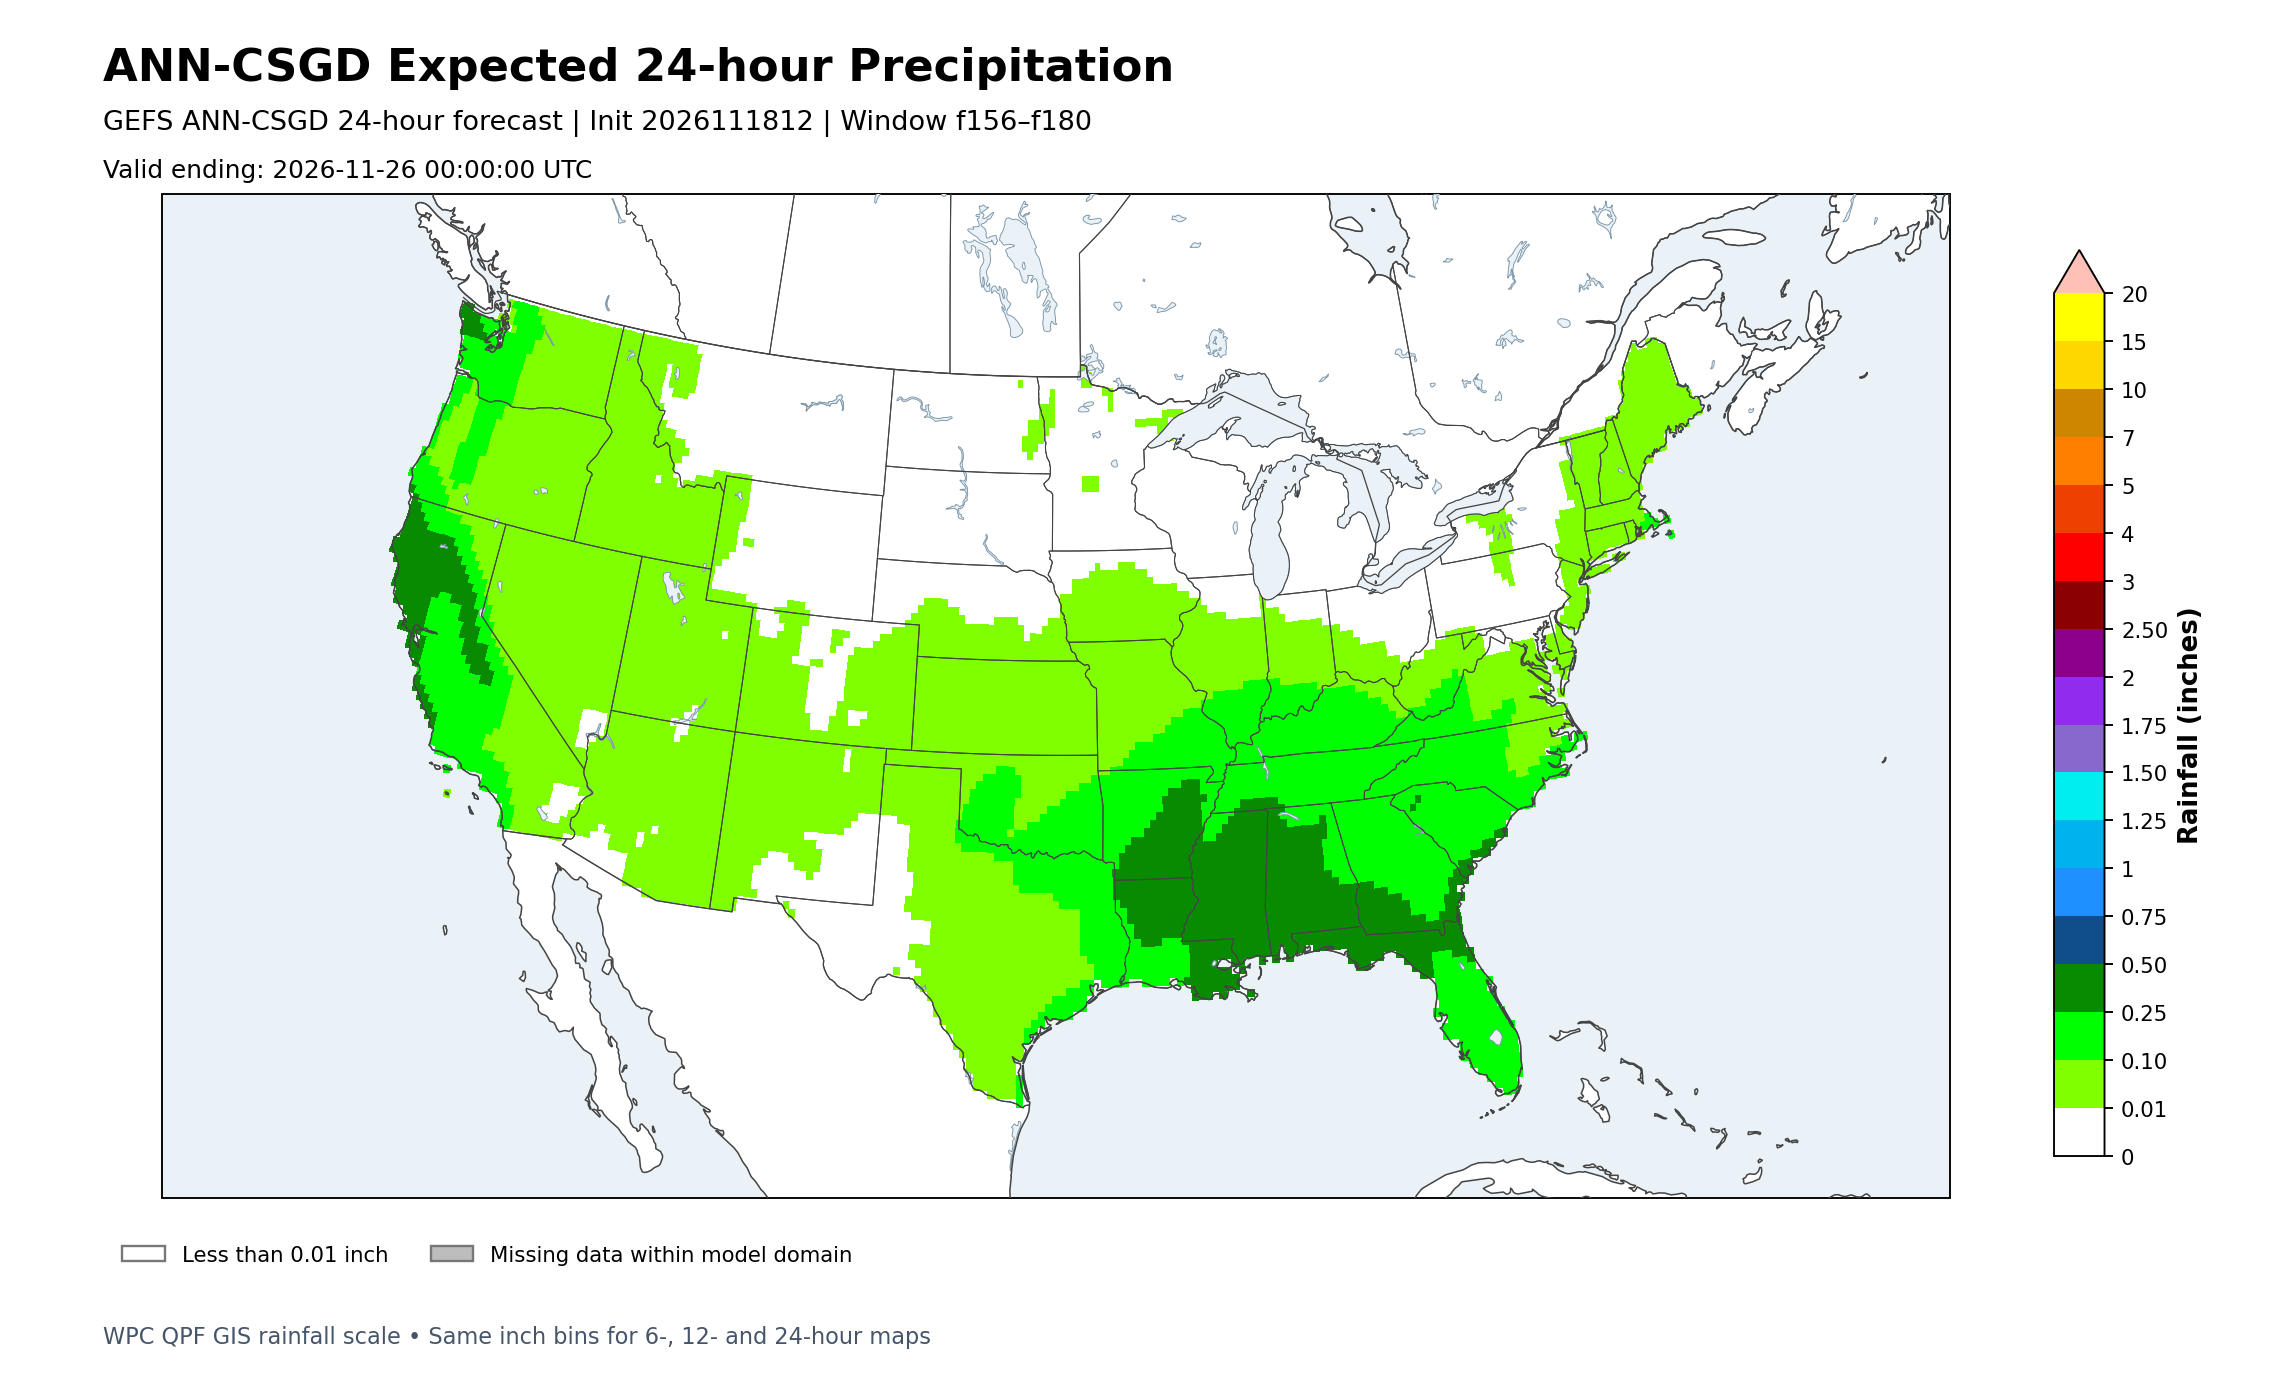 ANN-CSGD Expected 24-hour Precipitation
GEFS ANN-CSGD 24-hour forecast | Init 2026111812 | Window f156–f180
Valid ending: 2026-11-26 00:00:00 UTC
20
15
10
7
5
4
3
2.50
2
1.75
1.50
1.25
1
0.75
0.50
0.25
0.10
0.01
0
Rainfall (inches)
Less than 0.01 inch
Missing data within model domain
WPC QPF GIS rainfall scale • Same inch bins for 6-, 12- and 24-hour maps